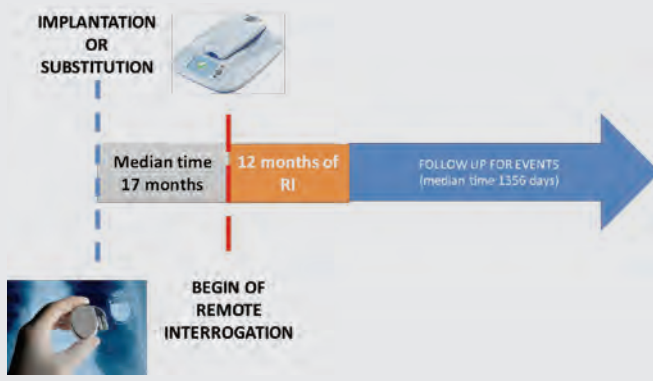 IMPLANTATION
OR
SUBSTITUTION
Median time
17 months
12 months of
RI
FOLLOW UP FOR EVENTS
(median time 1356 days)
BEGIN OF
REMOTE
INTERROGATION